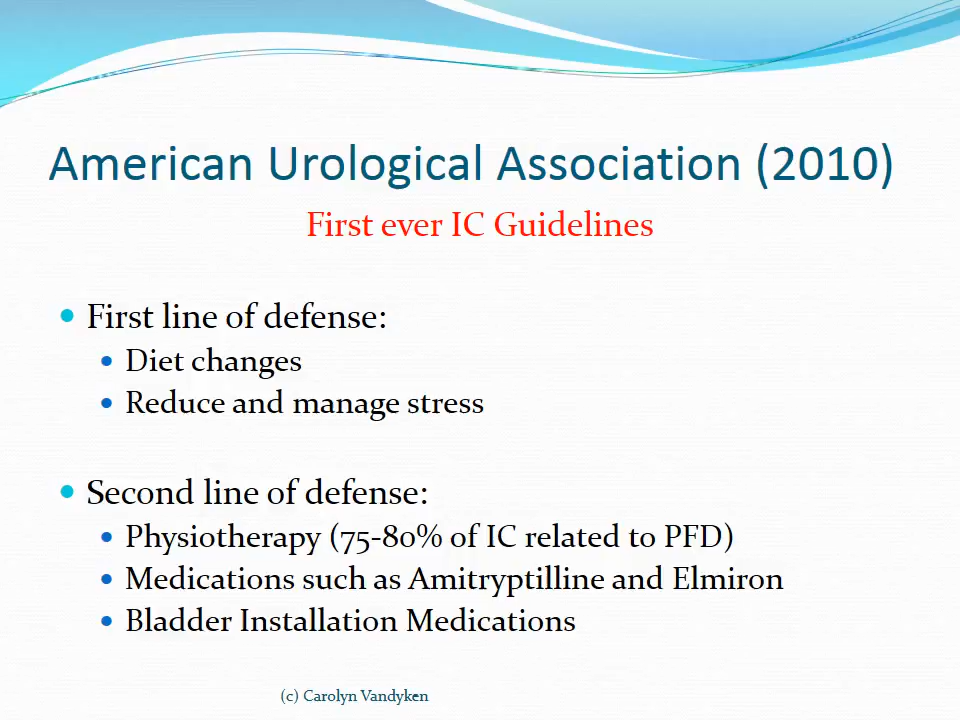 American Urological Association (2010)
First ever IC Guidelines
• First line of defense:
• Diet changes
• Reduce and manage stress
• Second line of defense:
• Physiotherapy (75-80% of IC related to PFD)
• Medications such as Amitryptilline and Elmiron
• Bladder Installation Medications
(c) Carolyn Vandyken